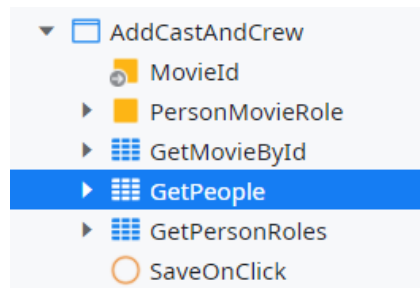 AddCastAndCrew
MovieId
PersonMovieRole
GetMovieById
GetPeople
GetPersonRoles
SaveOnClick